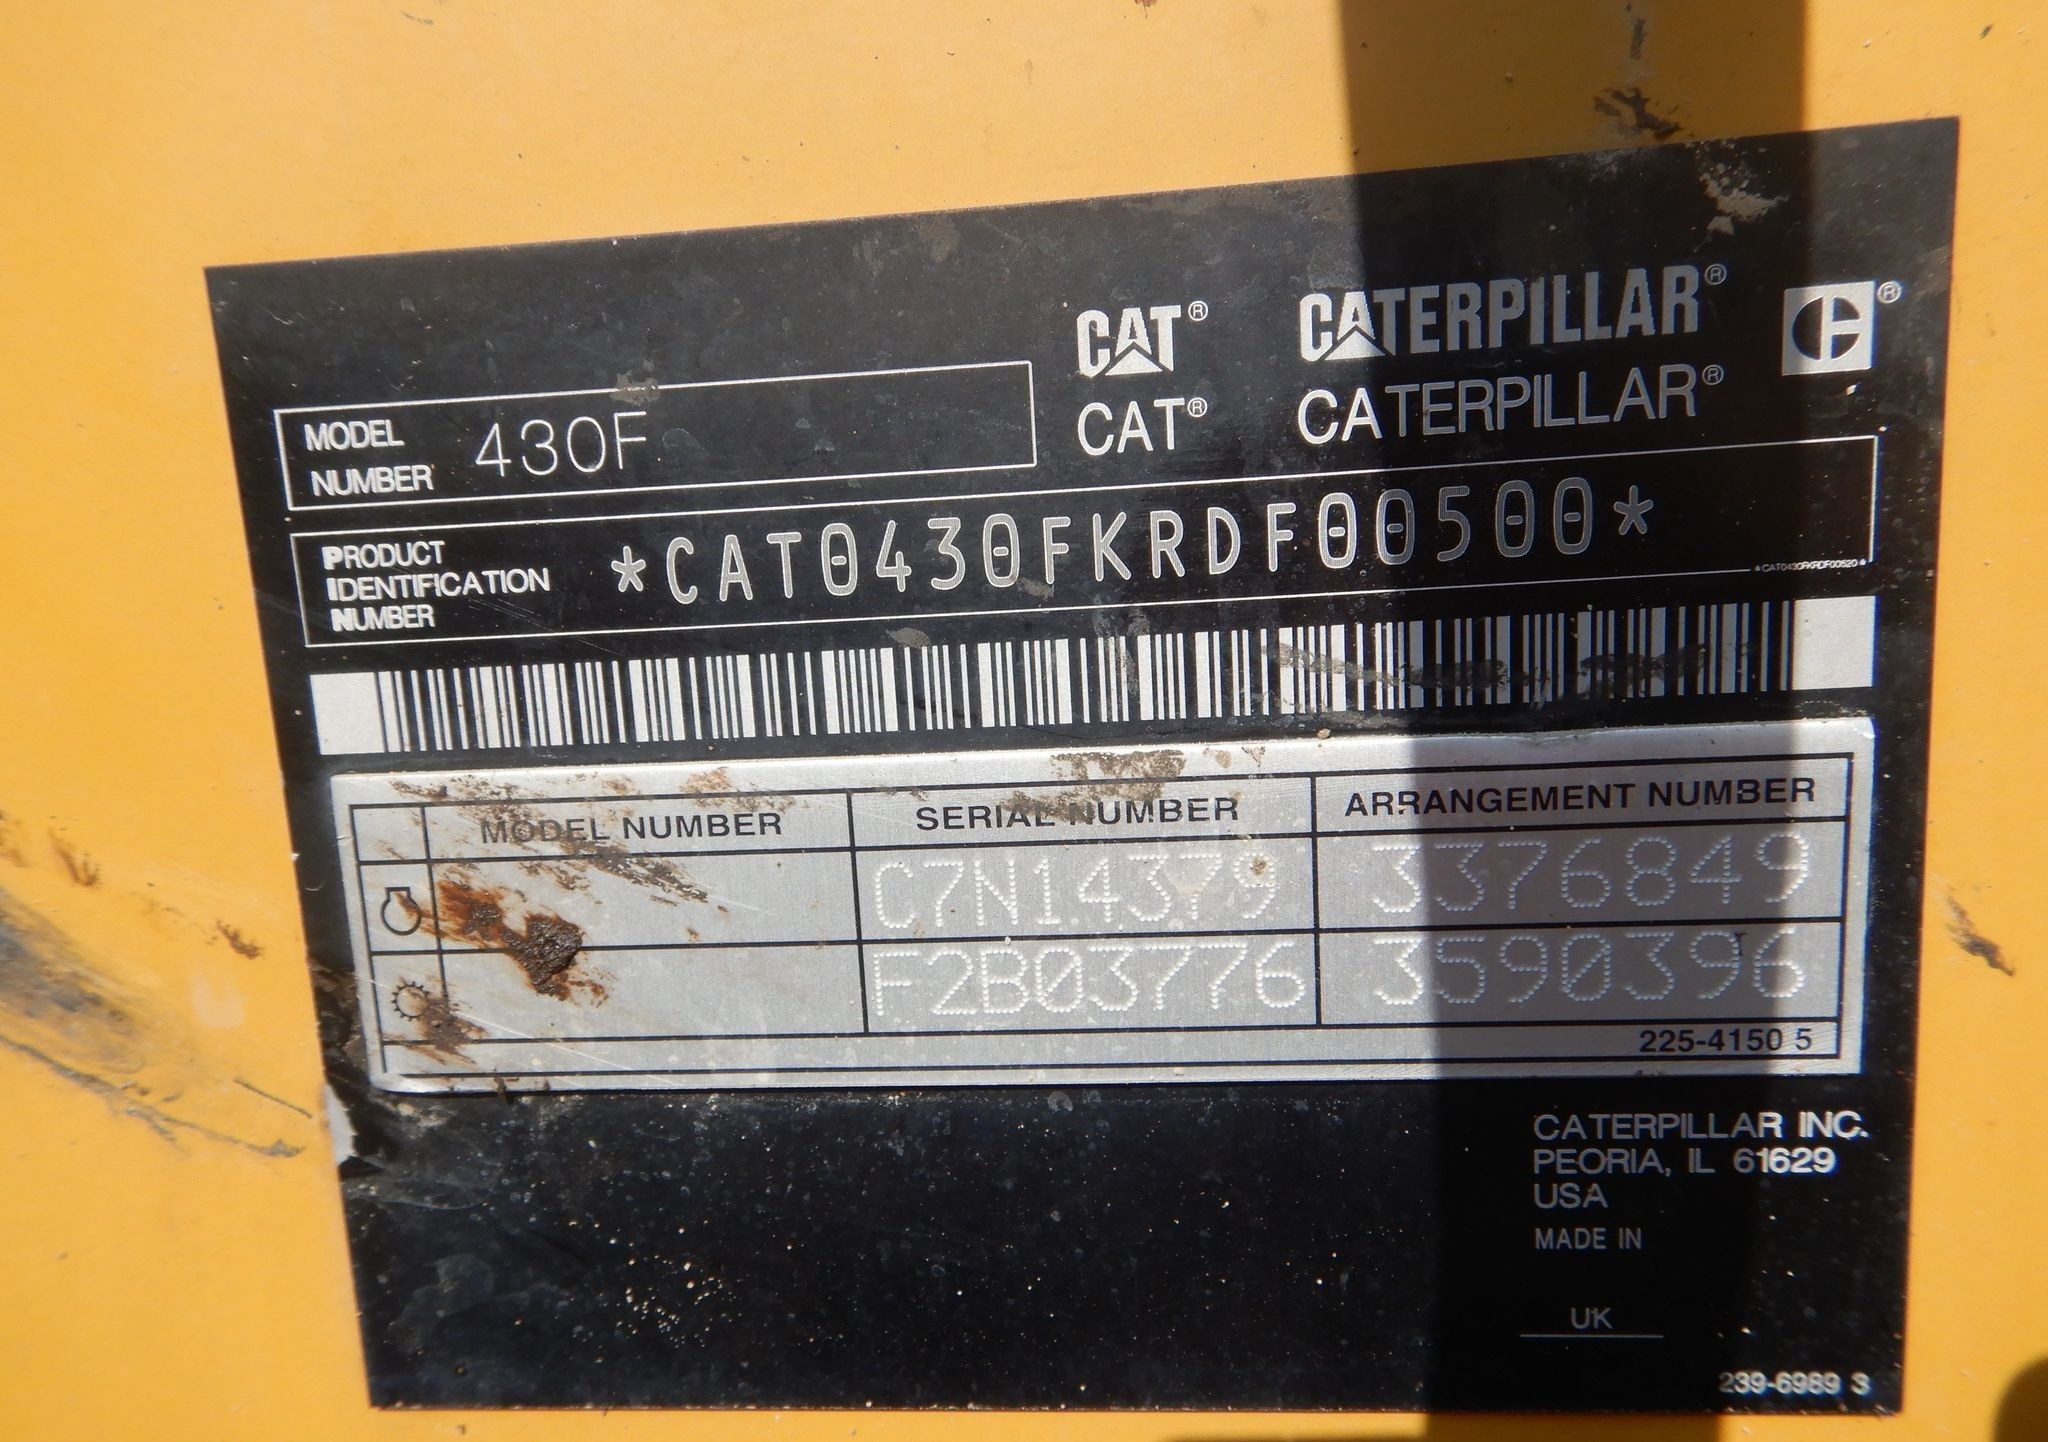 CAT® CATERPILLAR® ®
CAT® CATERPILLAR®
MODEL NUMBER 430F
PRODUCT IDENTIFICATION NUMBER *CAT0430FKRDF00500*
*CAT0430FKRDF00520*
MODEL NUMBER SERIAL NUMBER ARRANGEMENT NUMBER
C7N14379 3376849
F2B03776 3590396
225-4150 5
CATERPILLAR INC.
PEORIA, IL 61629
USA
MADE IN
UK
239-6989 3